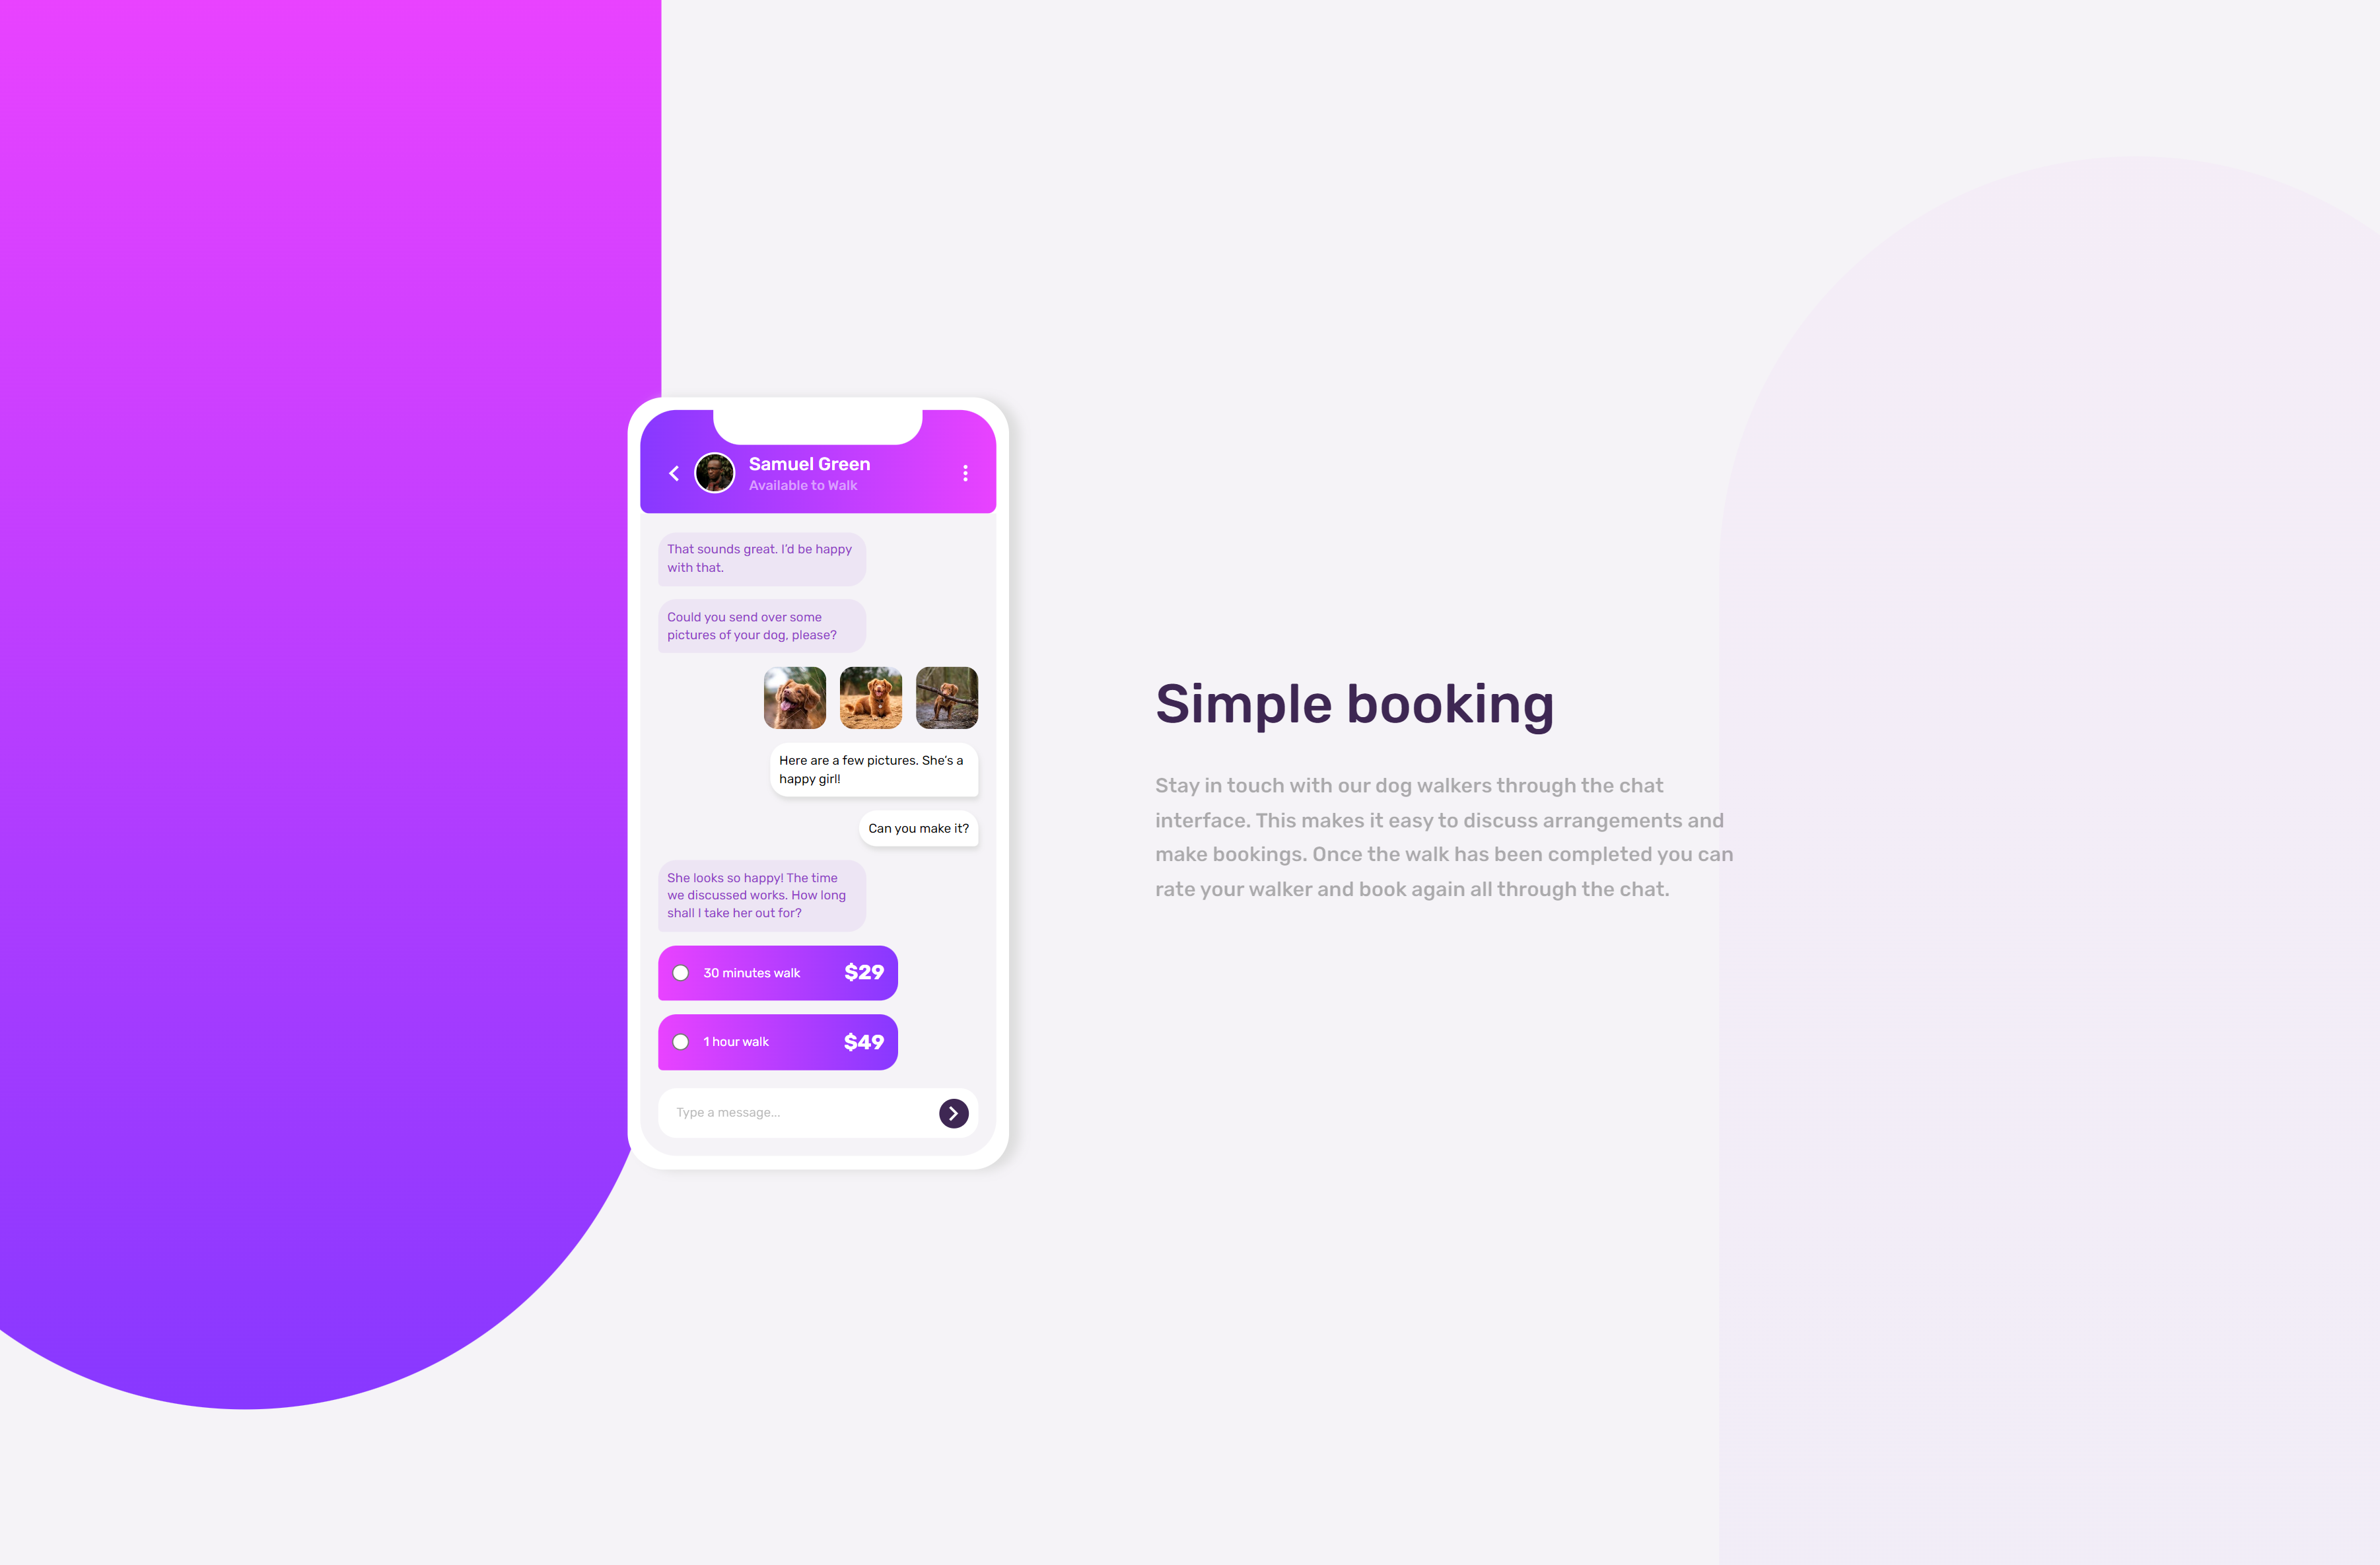 Samuel Green
Available to Walk
That sounds great. I’d be happy
with that.
Could you send over some
pictures of your dog, please?
Here are a few pictures. She’s a
happy girl!
Can you make it?
She looks so happy! The time
we discussed works. How long
shall I take her out for?
30 minutes walk $29
1 hour walk $49
Type a message...
Simple booking
Stay in touch with our dog walkers through the chat
interface. This makes it easy to discuss arrangements and
make bookings. Once the walk has been completed you can
rate your walker and book again all through the chat.